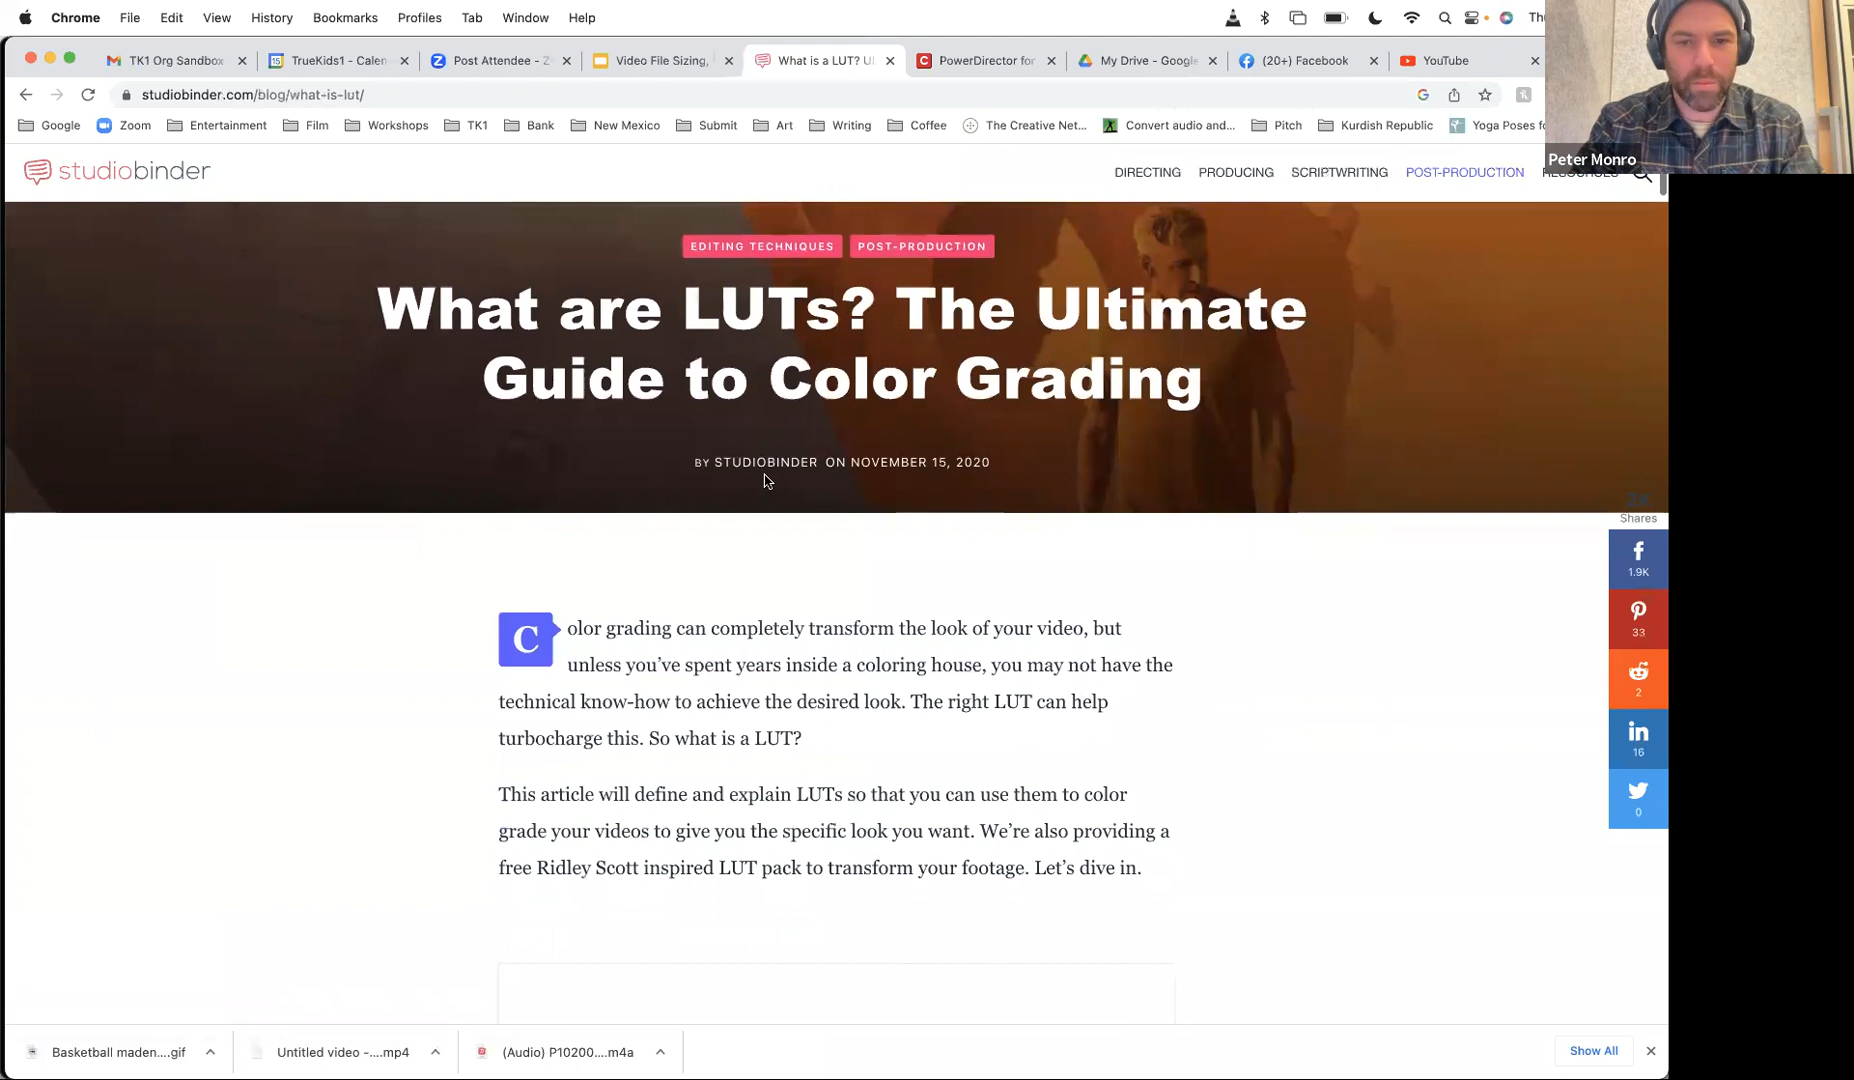 Chrome File Edit View History Bookmarks Profiles Tab Window Help
TK1 Org Sandbox
TrueKids1 - Calen
Post Attendee - Z
Video File Sizing,
What is a LUT? U
PowerDirector for
My Drive - Google
(20+) Facebook
YouTube
studiobinder.com/blog/what-is-lut/
Google Zoom Entertainment Film Workshops TK1 Bank New Mexico Submit Art Writing Coffee The Creative Net... Convert audio and... Pitch Kurdish Republic Yoga Poses fo
Peter Monro
studiobinder
DIRECTING PRODUCING SCRIPTWRITING POST-PRODUCTION RESOURCES
EDITING TECHNIQUES POST-PRODUCTION
What are LUTs? The Ultimate
Guide to Color Grading
BY STUDIOBINDER ON NOVEMBER 15, 2020
Shares
1.9K
33
2
16
0
Color grading can completely transform the look of your video, but
unless you’ve spent years inside a coloring house, you may not have the
technical know-how to achieve the desired look. The right LUT can help
turbocharge this. So what is a LUT?
This article will define and explain LUTs so that you can use them to color
grade your videos to give you the specific look you want. We’re also providing a
free Ridley Scott inspired LUT pack to transform your footage. Let’s dive in.
Basketball maden....gif
Untitled video -....mp4
(Audio) P10200....m4a
Show All